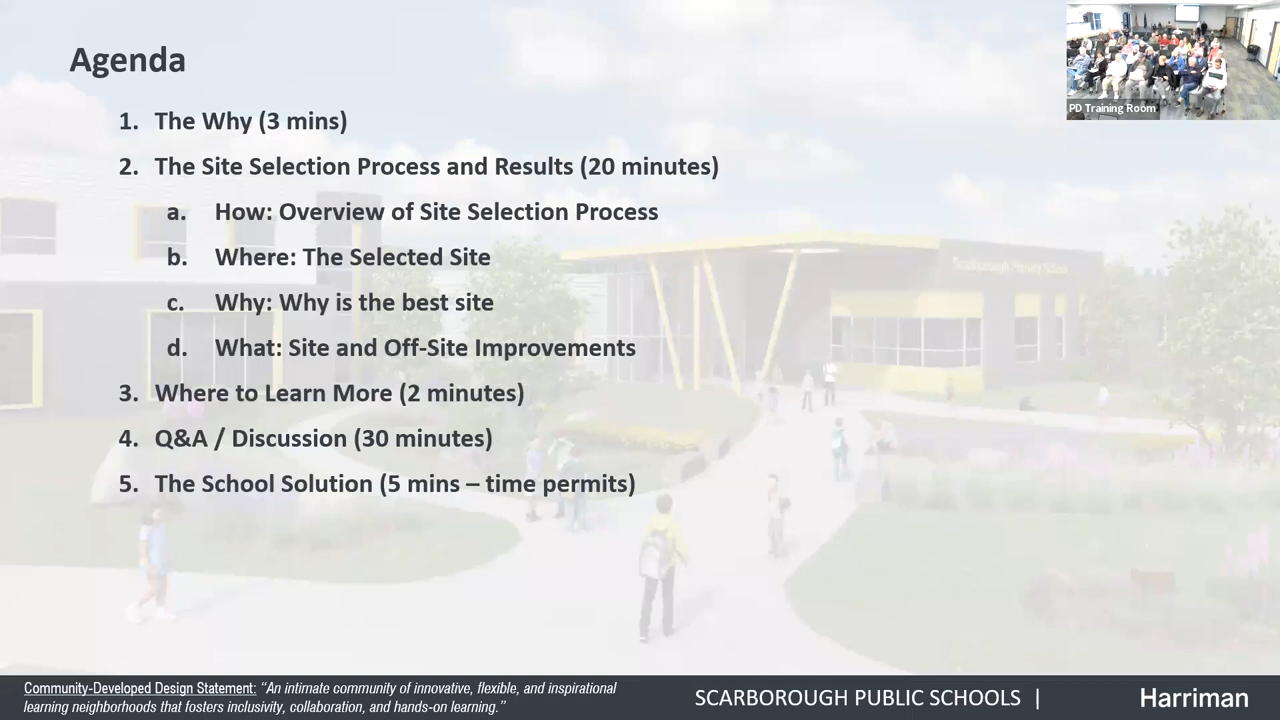 Agenda
PD Training Room
1. The Why (3 mins)
2. The Site Selection Process and Results (20 minutes)
a. How: Overview of Site Selection Process
b. Where: The Selected Site
c. Why: Why is the best site
d. What: Site and Off-Site Improvements
3. Where to Learn More (2 minutes)
4. Q&A / Discussion (30 minutes)
5. The School Solution (5 mins – time permits)
Scarborough Primary School
Community-Developed Design Statement: “An intimate community of innovative, flexible, and inspirational
learning neighborhoods that fosters inclusivity, collaboration, and hands-on learning.”
SCARBOROUGH PUBLIC SCHOOLS |
Harriman